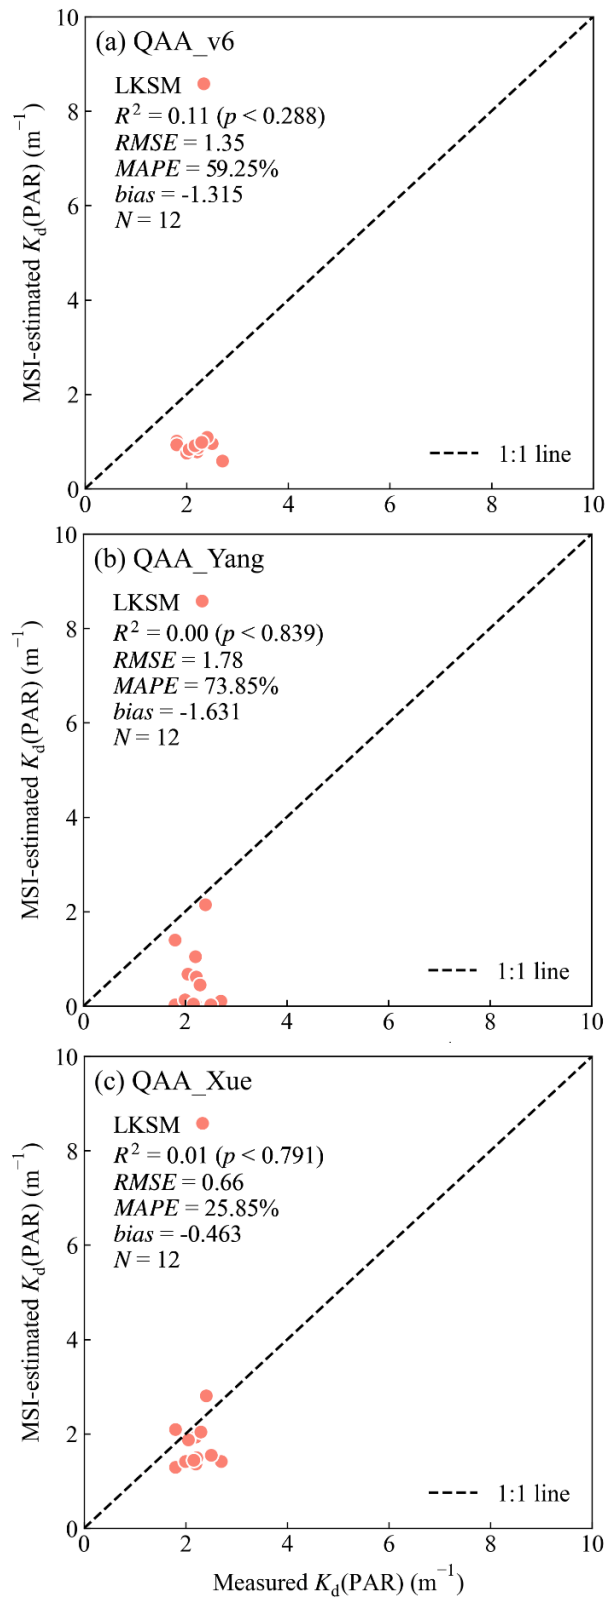 (a) QAA_v6
LKSM
R² = 0.11 (p < 0.288)
RMSE = 1.35
MAPE = 59.25%
bias = -1.315
N = 12
1:1 line
MSI-estimated Kd(PAR) (m⁻¹)
10
8
6
4
2
0
0 2 4 6 8 10
(b) QAA_Yang
LKSM
R² = 0.00 (p < 0.839)
RMSE = 1.78
MAPE = 73.85%
bias = -1.631
N = 12
1:1 line
MSI-estimated Kd(PAR) (m⁻¹)
10
8
6
4
2
0
0 2 4 6 8 10
(c) QAA_Xue
LKSM
R² = 0.01 (p < 0.791)
RMSE = 0.66
MAPE = 25.85%
bias = -0.463
N = 12
1:1 line
MSI-estimated Kd(PAR) (m⁻¹)
10
8
6
4
2
0
0 2 4 6 8 10
Measured Kd(PAR) (m⁻¹)